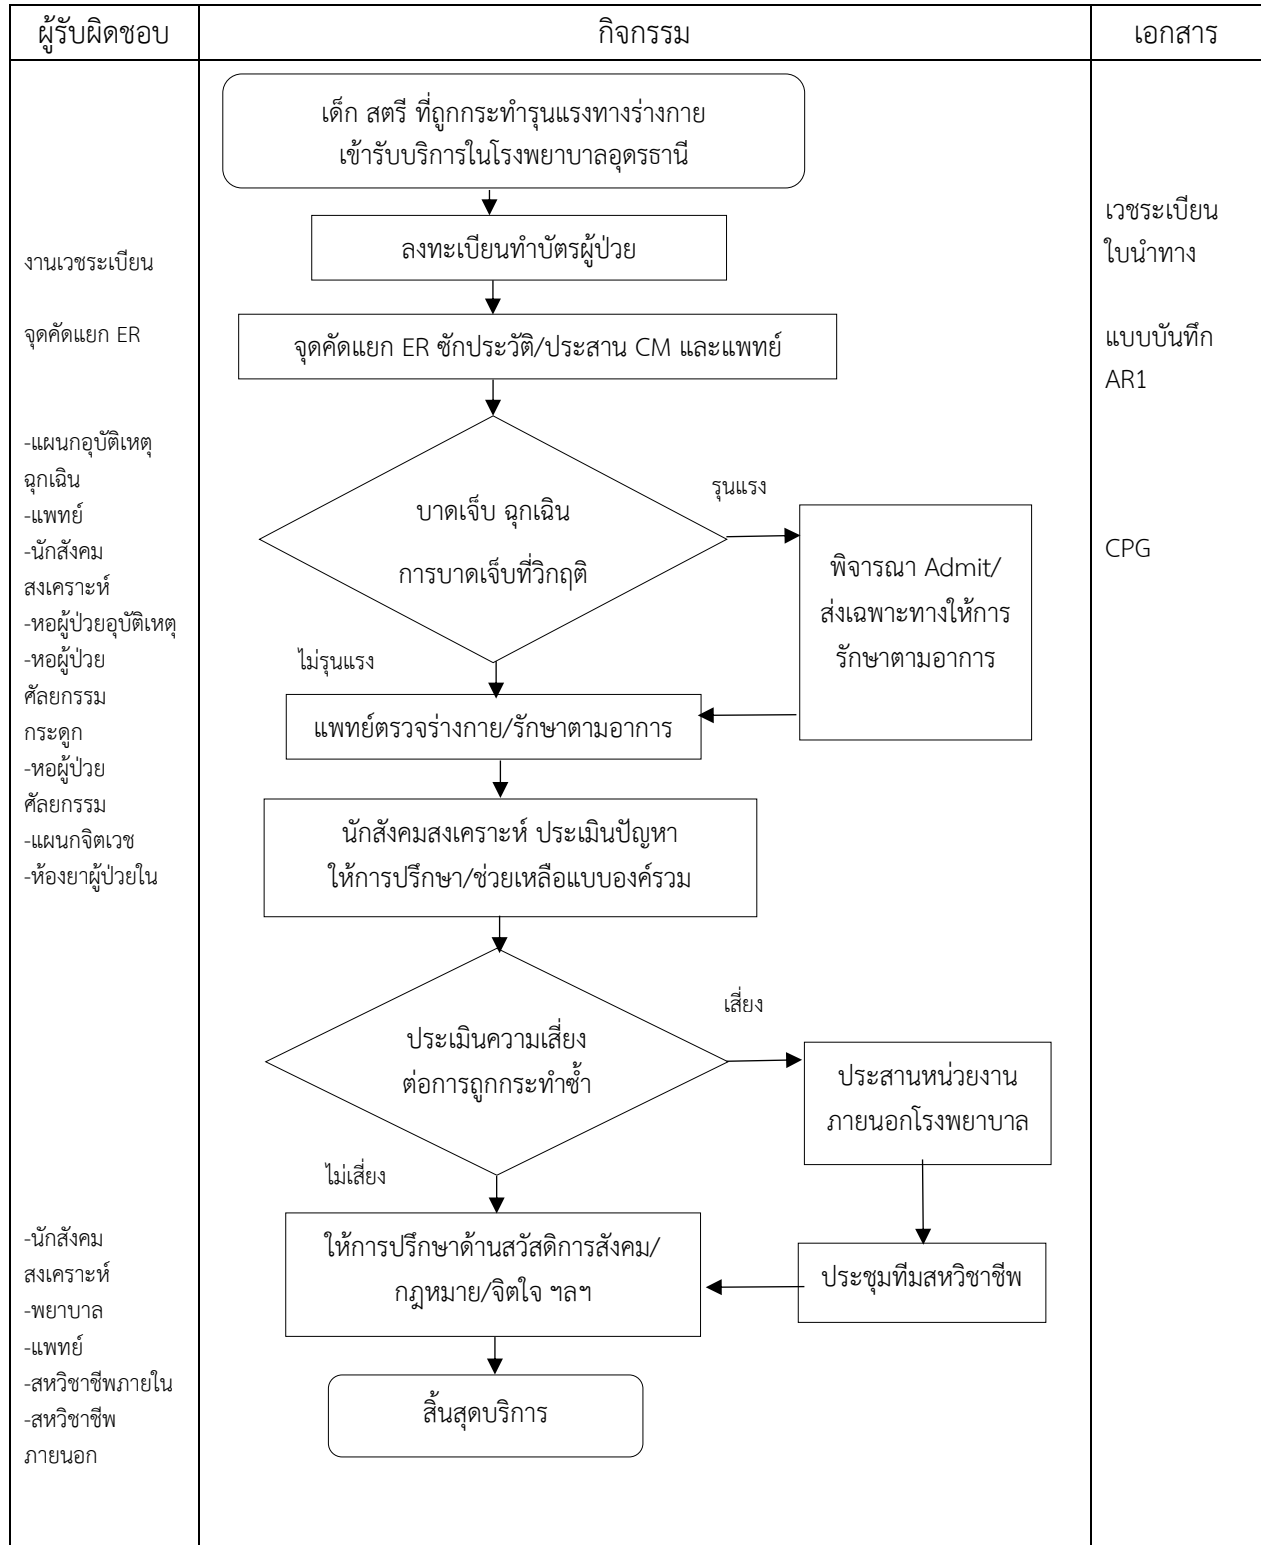 ผู้รับผิดชอบ
กิจกรรม
เอกสาร
เด็ก สตรี ที่ถูกกระทำรุนแรงทางร่างกาย
เข้ารับบริการในโรงพยาบาลอุดรธานี
เวชระเบียน
ใบนำทาง
ลงทะเบียนทำบัตรผู้ป่วย
งานเวชระเบียน
จุดคัดแยก ER
จุดคัดแยก ER ซักประวัติ/ประสาน CM และแพทย์
แบบบันทึก
AR1
-แผนกอุบัติเหตุ
ฉุกเฉิน
-แพทย์
-นักสังคม
สงเคราะห์
-หอผู้ป่วยอุบัติเหตุ
-หอผู้ป่วย
ศัลยกรรม
กระดูก
-หอผู้ป่วย
ศัลยกรรม
-แผนกจิตเวช
-ห้องยาผู้ป่วยใน
บาดเจ็บ ฉุกเฉิน
การบาดเจ็บที่วิกฤติ
รุนแรง
CPG
พิจารณา Admit/
ส่งเฉพาะทางให้การ
รักษาตามอาการ
ไม่รุนแรง
แพทย์ตรวจร่างกาย/รักษาตามอาการ
นักสังคมสงเคราะห์ ประเมินปัญหา
ให้การปรึกษา/ช่วยเหลือแบบองค์รวม
ประเมินความเสี่ยง
ต่อการถูกกระทำซ้ำ
เสี่ยง
ประสานหน่วยงาน
ภายนอกโรงพยาบาล
ไม่เสี่ยง
ให้การปรึกษาด้านสวัสดิการสังคม/
กฎหมาย/จิตใจ ฯลฯ
ประชุมทีมสหวิชาชีพ
-นักสังคม
สงเคราะห์
-พยาบาล
-แพทย์
-สหวิชาชีพภายใน
-สหวิชาชีพ
ภายนอก
สิ้นสุดบริการ